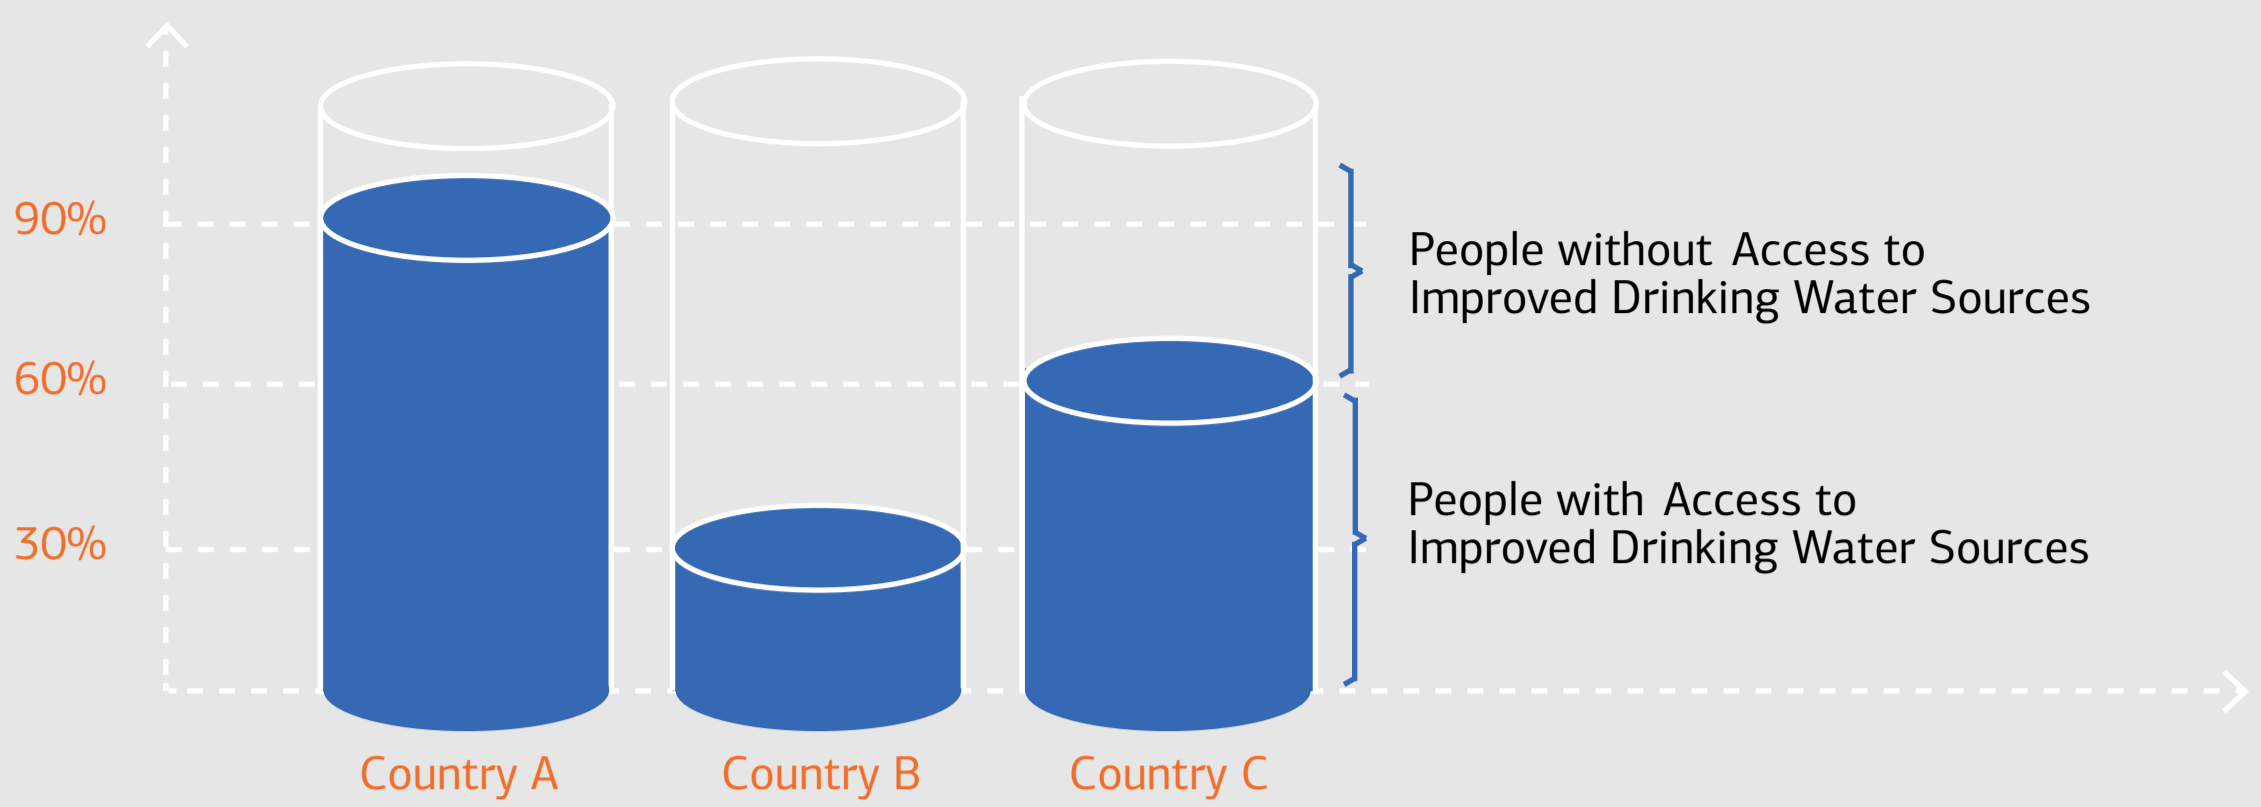 90%
60%
30%
People without Access to
Improved Drinking Water Sources
People with Access to
Improved Drinking Water Sources
Country A
Country B
Country C